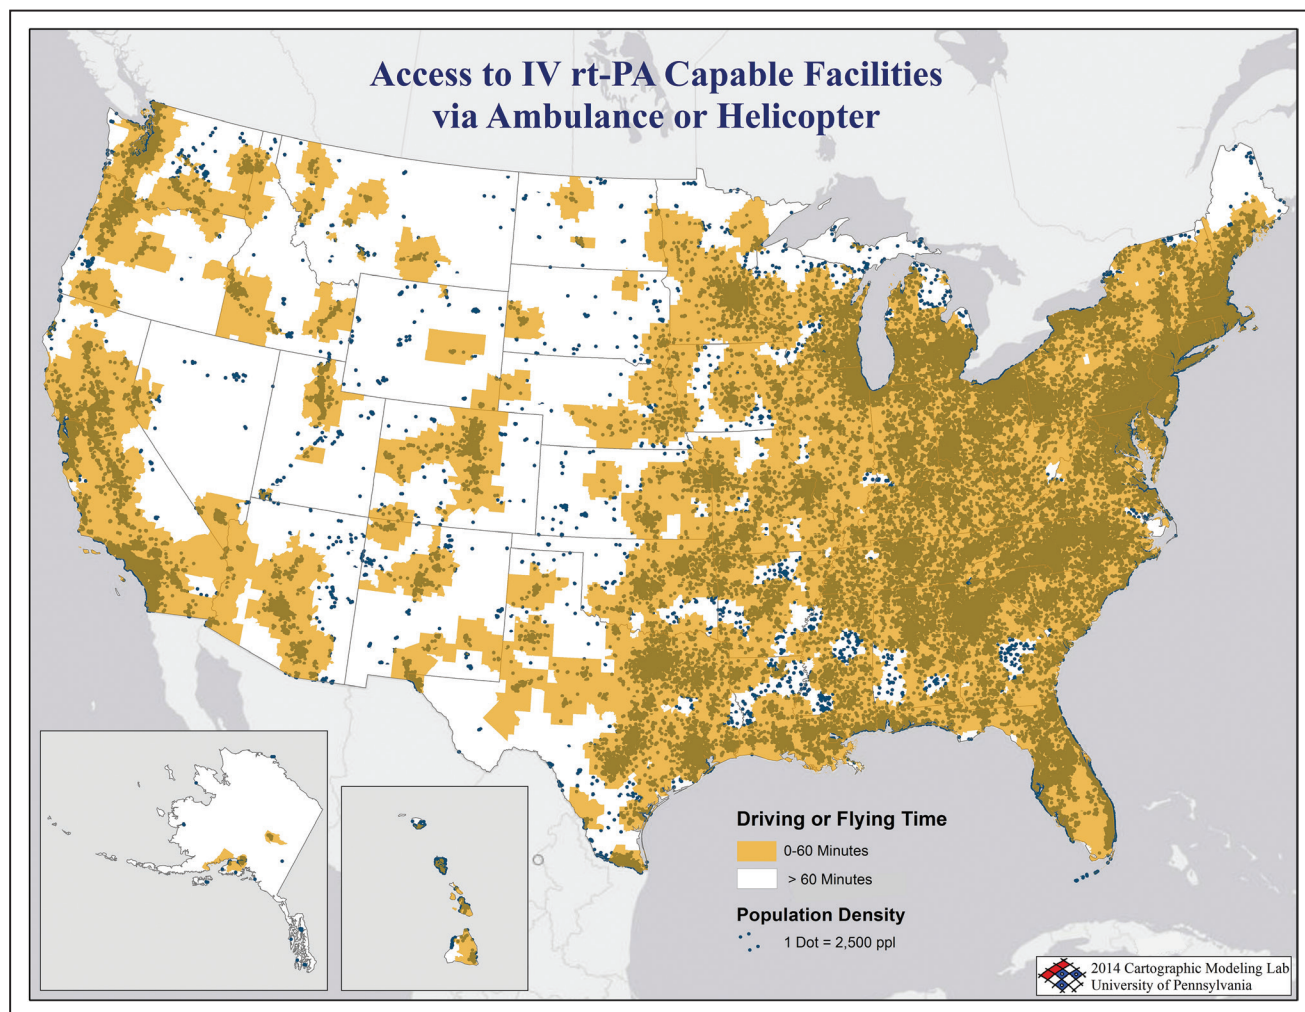 Access to IV rt-PA Capable Facilities
via Ambulance or Helicopter
Driving or Flying Time
0-60 Minutes
> 60 Minutes
Population Density
1 Dot = 2,500 ppl
2014 Cartographic Modeling Lab
University of Pennsylvania